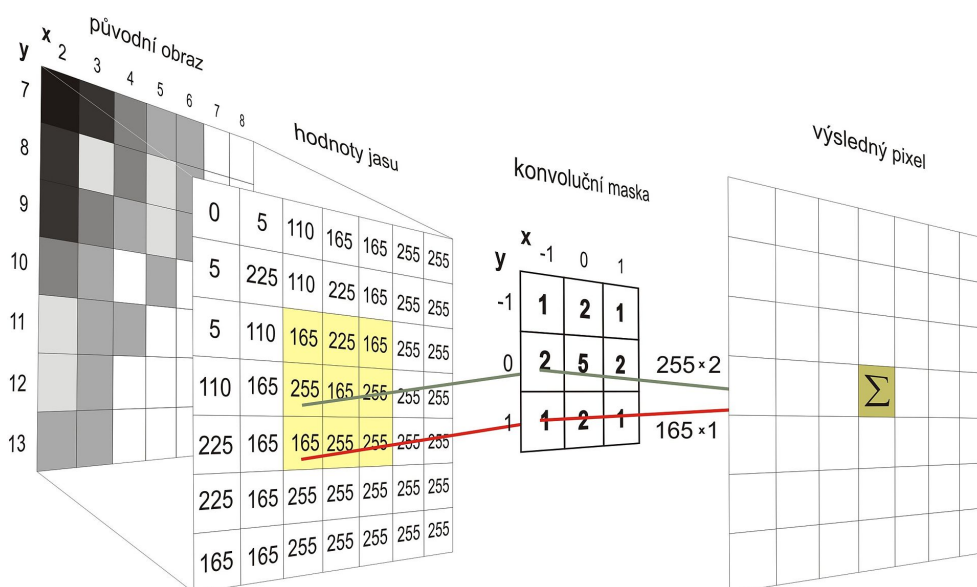 původní obraz
x
y
2 3 4 5 6 7 8
7
8
9
10
11
12
13
hodnoty jasu
0 5 110 165 165 255 255
5 225 110 225 165 255 255
5 110 165 225 165 255 255
110 165 255 165 255 255 255
225 165 165 255 255 255 255
225 165 255 255 255 255 255
165 165 255 255 255 255 255
konvoluční maska
x
y
-1 0 1
-1
0
1
1 2 1
2 5 2
1 2 1
255×2
165×1
výsledný pixel
Σ